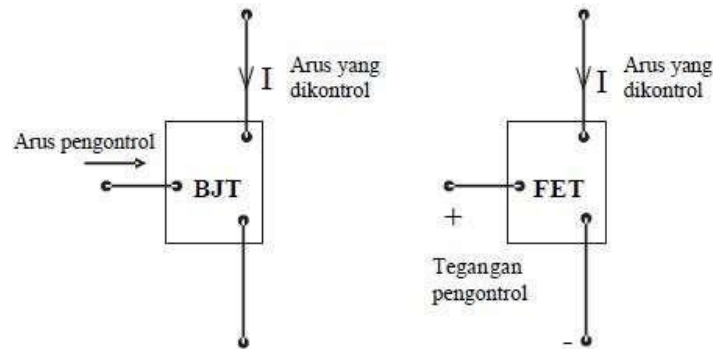 I
Arus yang
dikontrol
Arus pengontrol
BJT
I
Arus yang
dikontrol
FET
+
Tegangan
pengontrol
-